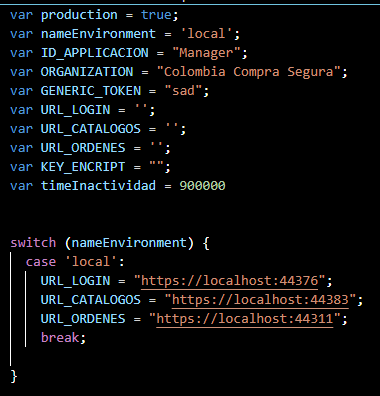 var production = true;
var nameEnvironment = 'local';
var ID_APPLICACION = "Manager";
var ORGANIZATION = "Colombia Compra Segura";
var GENERIC_TOKEN = "sad";
var URL_LOGIN = '';
var URL_CATALOGOS = '';
var URL_ORDENES = '';
var KEY_ENCRIPT = "";
var timeInactividad = 900000
switch (nameEnvironment) {
case 'local':
URL_LOGIN = "https://localhost:44376";
URL_CATALOGOS = "https://localhost:44383";
URL_ORDENES = "https://localhost:44311";
break;
}